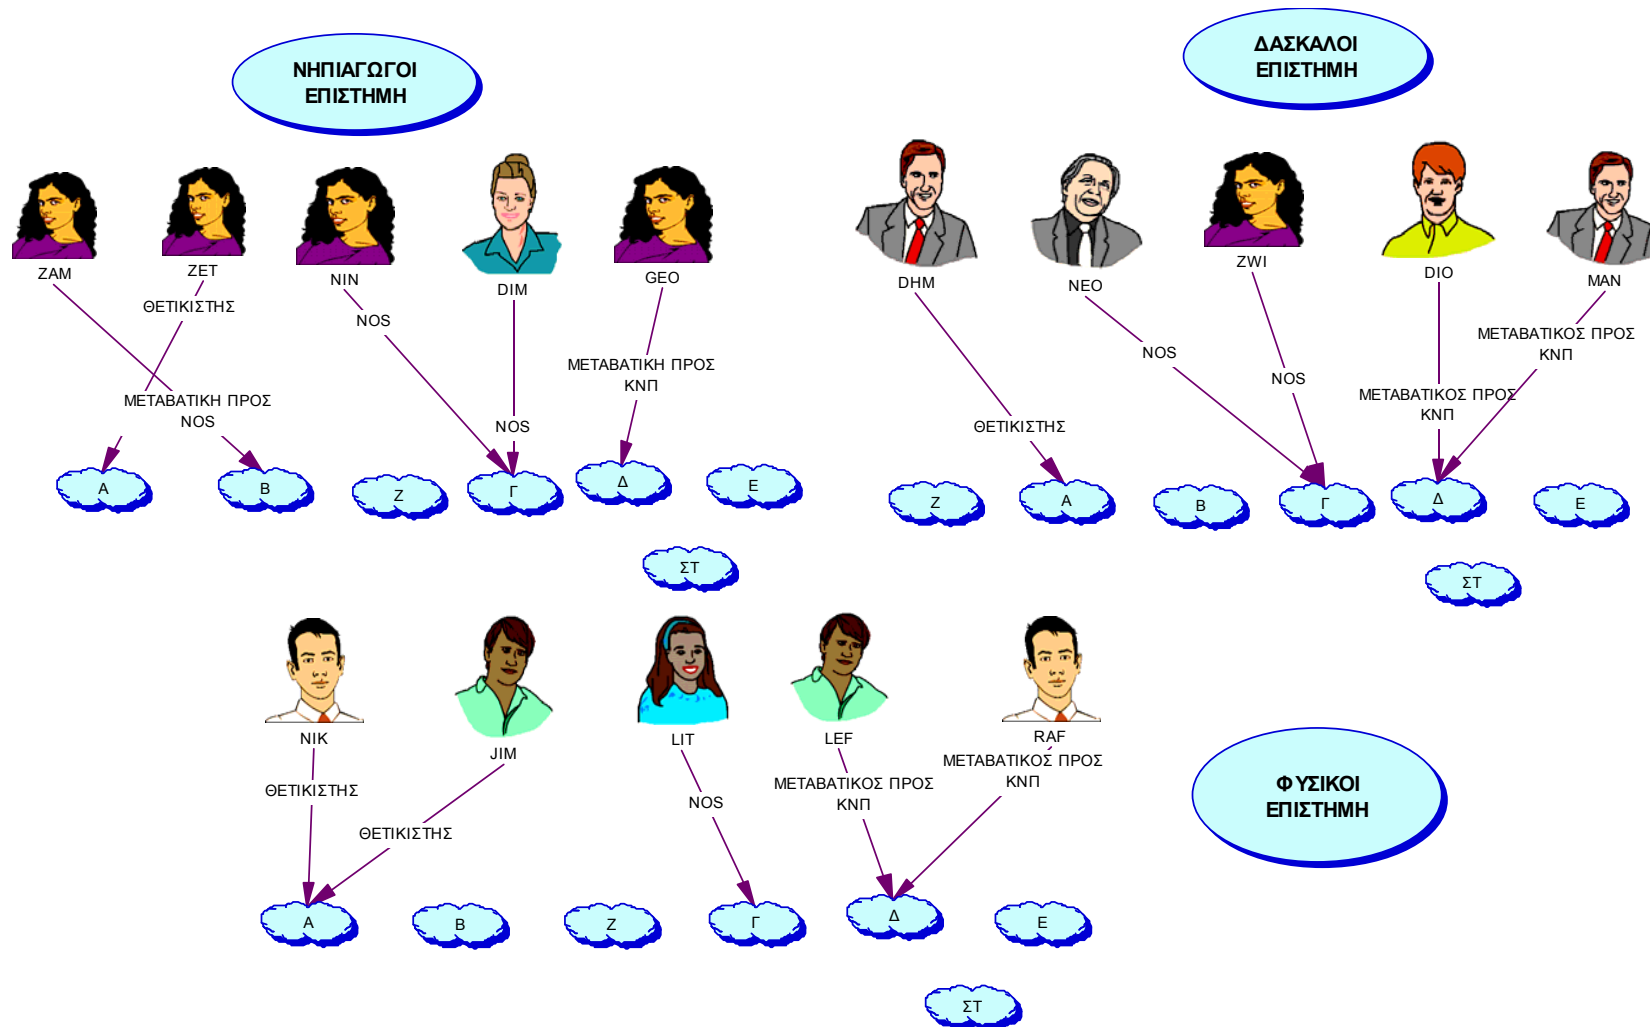 ΝΗΠΙΑΓΩΓΟΙ
ΕΠΙΣΤΗΜΗ
ΔΑΣΚΑΛΟΙ
ΕΠΙΣΤΗΜΗ
ZAM
ZET
NIN
DIM
GEO
ΘΕΤΙΚΙΣΤΗΣ
NOS
ΜΕΤΑΒΑΤΙΚΗ ΠΡΟΣ
ΚΝΠ
ΜΕΤΑΒΑΤΙΚΗ ΠΡΟΣ
NOS
NOS
Α
Β
Ζ
Γ
Δ
Ε
ΣΤ
DHM
NEO
ZWI
DIO
MAN
ΜΕΤΑΒΑΤΙΚΟΣ ΠΡΟΣ
ΚΝΠ
NOS
NOS
ΜΕΤΑΒΑΤΙΚΟΣ ΠΡΟΣ
ΚΝΠ
ΘΕΤΙΚΙΣΤΗΣ
Ζ
Α
Β
Γ
Δ
Ε
ΣΤ
NIK
JIM
LIT
LEF
RAF
ΘΕΤΙΚΙΣΤΗΣ
ΜΕΤΑΒΑΤΙΚΟΣ ΠΡΟΣ
ΚΝΠ
ΜΕΤΑΒΑΤΙΚΟΣ ΠΡΟΣ
ΚΝΠ
NOS
ΘΕΤΙΚΙΣΤΗΣ
Α
Β
Ζ
Γ
Δ
Ε
ΣΤ
ΦΥΣΙΚΟΙ
ΕΠΙΣΤΗΜΗ